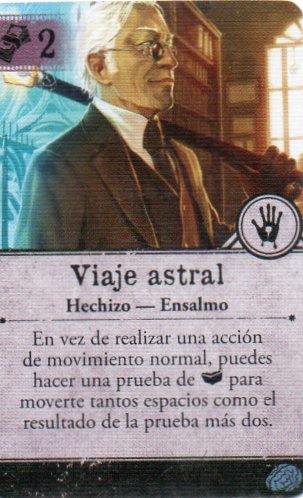 2
Viaje astral
Hechizo — Ensalmo
En vez de realizar una acción
de movimiento normal, puedes
hacer una prueba de para
moverte tantos espacios como el
resultado de la prueba más dos.